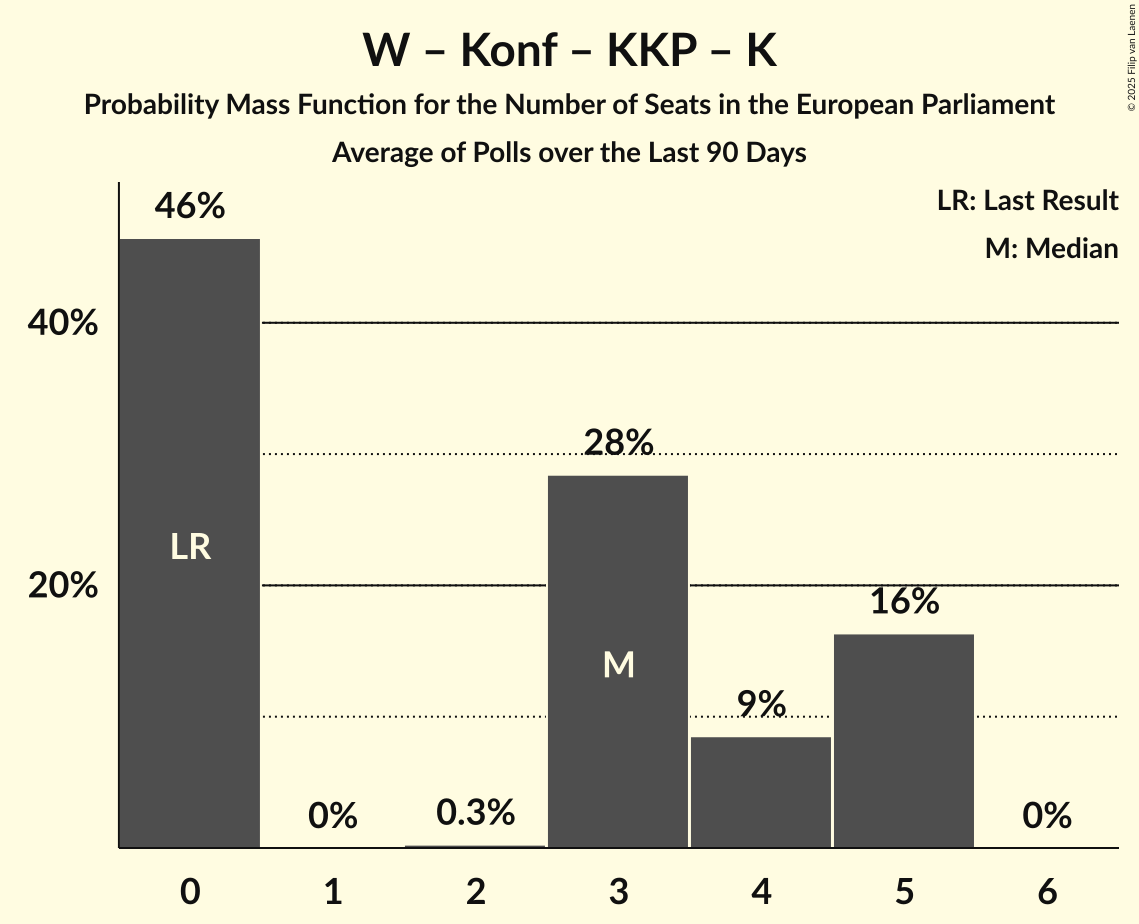 W – Konf – KKP – K
Probability Mass Function for the Number of Seats in the European Parliament
Average of Polls over the Last 90 Days
© 2025 Filip van Laenen
LR: Last Result
M: Median
46%
40%
28%
LR
20%
16%
M
9%
0%
0.3%
0%
0 1 2 3 4 5 6